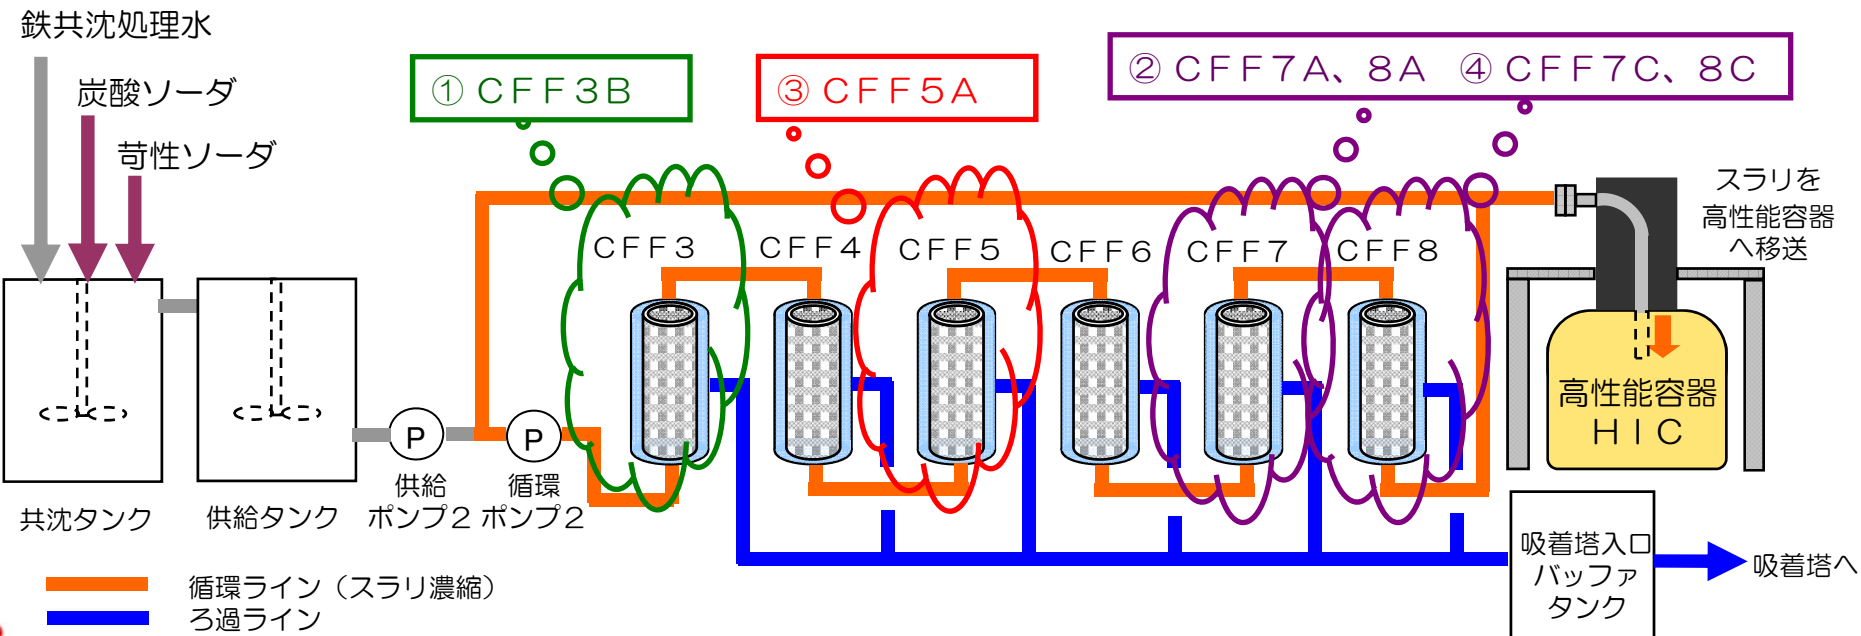 鉄共沈処理水
炭酸ソーダ
苛性ソーダ
① CFF3B
③ CFF5A
② CFF7A、8A ④ CFF7C、8C
CFF3
CFF4
CFF5
CFF6
CFF7
CFF8
スラリを
高性能容器
へ移送
高性能容器
HIC
P
P
共沈タンク
供給タンク
供給
ポンプ2
循環
ポンプ2
吸着塔入口
バッファ
タンク
吸着塔へ
循環ライン（スラリ濃縮）
ろ過ライン